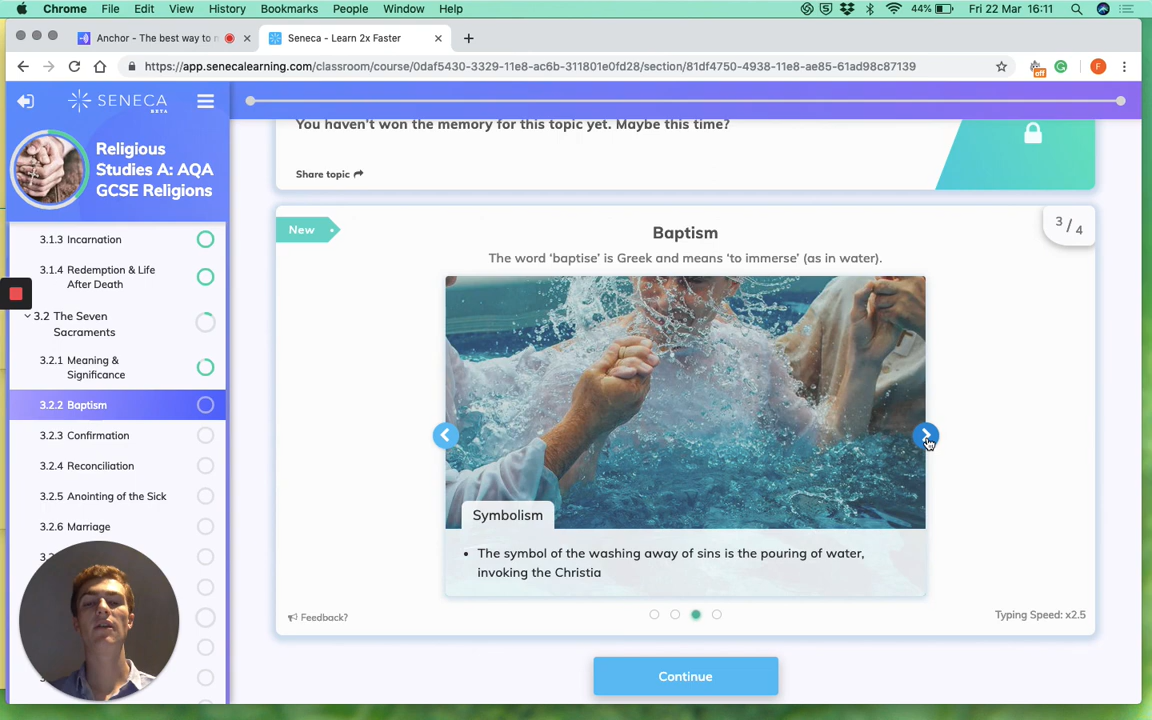 Chrome File Edit View History Bookmarks People Window Help 44% Fri 22 Mar 16:11
Anchor - The best way to
Seneca - Learn 2x Faster
https://app.senecalearning.com/classroom/course/0daf5430-3329-11e8-ac6b-311801e0fd28/section/81df4750-4938-11e8-ae85-61ad98c87139
off
F
SENECA
BETA
Religious
Studies A: AQA
GCSE Religions
3.1.3 Incarnation
3.1.4 Redemption & Life
After Death
3.2 The Seven
Sacraments
3.2.1 Meaning &
Significance
3.2.2 Baptism
3.2.3 Confirmation
3.2.4 Reconciliation
3.2.5 Anointing of the Sick
3.2.6 Marriage
You haven't won the memory for this topic yet. Maybe this time?
Share topic
New
3 / 4
Baptism
The word ‘baptise’ is Greek and means ‘to immerse’ (as in water).
Symbolism
• The symbol of the washing away of sins is the pouring of water,
invoking the Christia
Feedback?
Typing Speed: x2.5
Continue